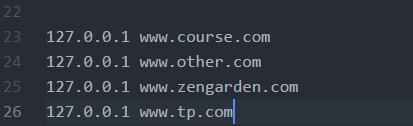 22
23 127.0.0.1 www.course.com
24 127.0.0.1 www.other.com
25 127.0.0.1 www.zengarden.com
26 127.0.0.1 www.tp.com